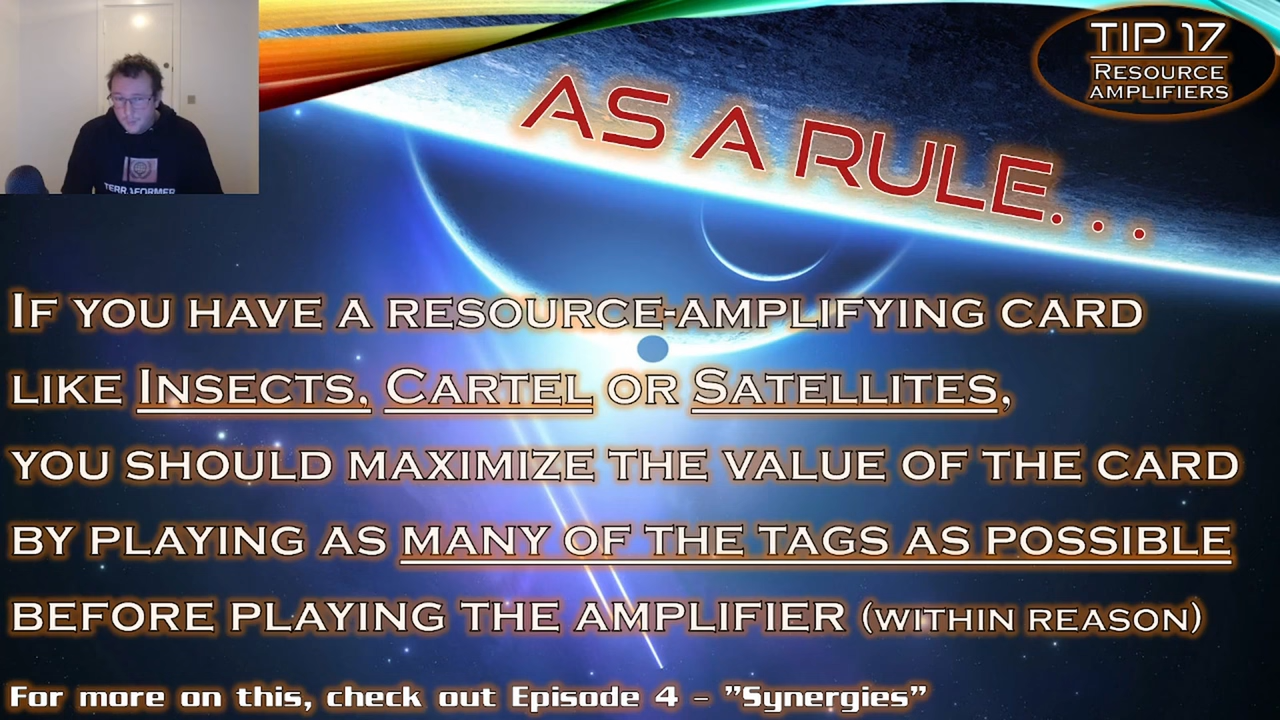 TIP 17
RESOURCE
AMPLIFIERS
AS A RULE. . .
TERRAFORMER
IF YOU HAVE A RESOURCE-AMPLIFYING CARD
LIKE INSECTS, CARTEL OR SATELLITES,
YOU SHOULD MAXIMIZE THE VALUE OF THE CARD
BY PLAYING AS MANY OF THE TAGS AS POSSIBLE
BEFORE PLAYING THE AMPLIFIER (WITHIN REASON)
For more on this, check out Episode 4 - "Synergies"